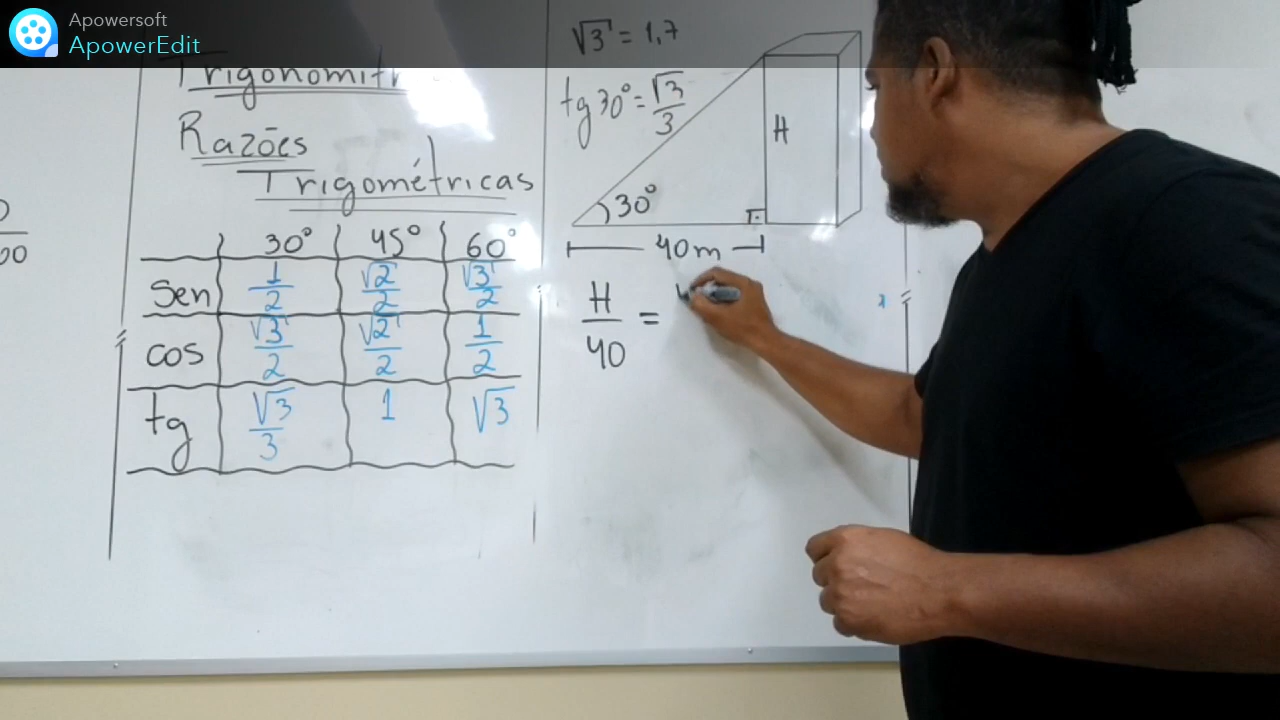 Apowersoft
ApowerEdit
Trigonomitr
Razões
Trigométricas
30° 45° 60°
Sen 1/2 √2/2 √3/2
cos √3/2 √2/2 1/2
tg √3/3 1 √3
√3 = 1,7
tg 30° = √3/3
H
30°
40m
H/40 =